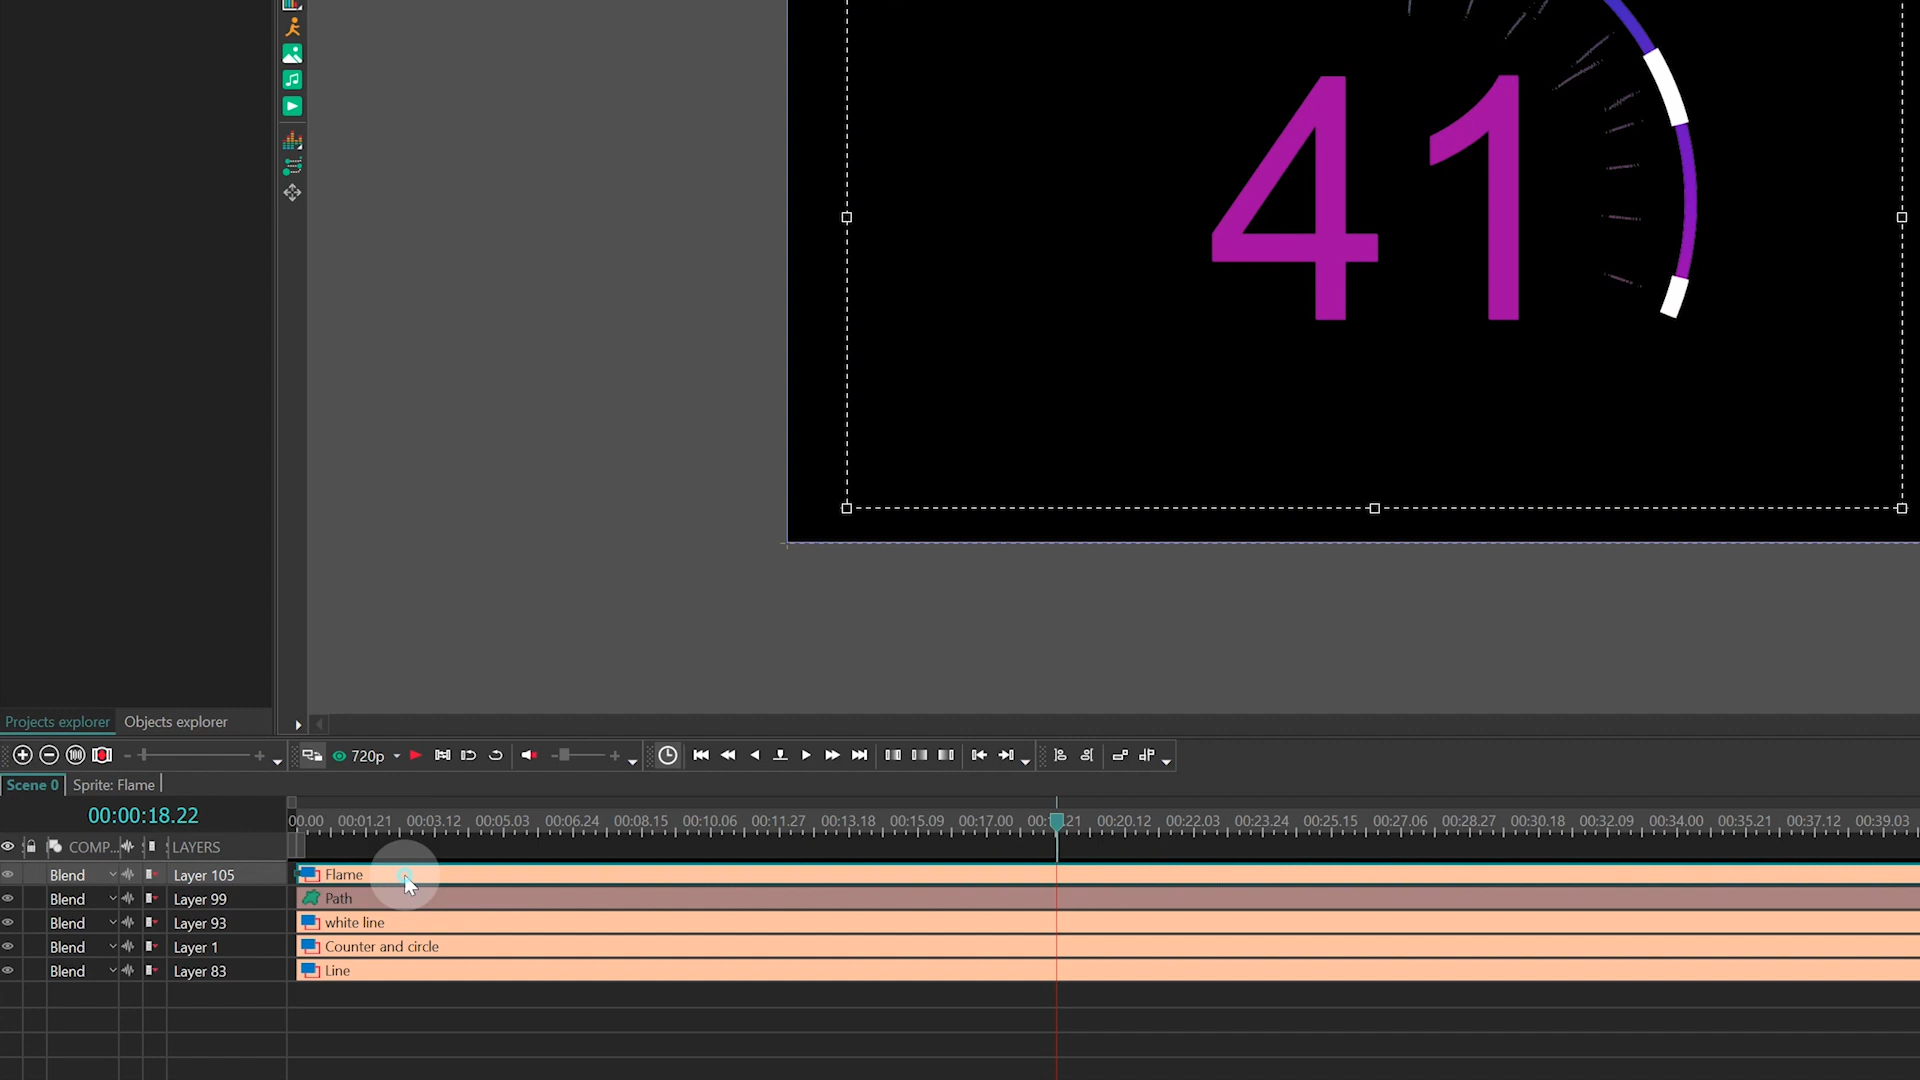 41
Projects explorer Objects explorer
720p
Scene 0 Sprite: Flame
00:00:18.22
00.00 00:01.21 00:03.12 00:05.03 00:06.24 00:08.15 00:10.06 00:11.27 00:13.18 00:15.09 00:17.00 00:20.12 00:22.03 00:23.24 00:25.15 00:27.06 00:28.27 00:30.18 00:32.09 00:34.00 00:35.21 00:37.12 00:39.03
COMP... LAYERS
Blend Layer 105 Flame
Blend Layer 99 Path
Blend Layer 93 white line
Blend Layer 1 Counter and circle
Blend Layer 83 Line